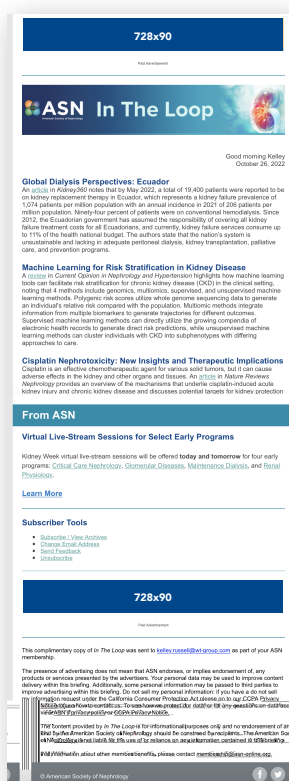 728x90
Paid Advertisement
ASN In The Loop
American Society of Nephrology
Good morning Kelley
October 26, 2022
Global Dialysis Perspectives: Ecuador
An article in Kidney360 notes that by May 2022, a total of 19,400 patients were reported to be
on kidney replacement therapy in Ecuador, which represents a kidney failure prevalence of
1,074 patients per million population with an annual incidence in 2021 of 206 patients per
million population. Ninety-four percent of patients were on conventional hemodialysis. Since
2012, the Ecuadorian government has assumed the responsibility of covering all kidney
failure treatment costs for all Ecuadorians, and currently, kidney failure services consume up
to 11% of the health national budget. The authors state that the nation's system is
unsustainable and lacking in adequate peritoneal dialysis, kidney transplantation, palliative
care, and prevention programs.
Machine Learning for Risk Stratification in Kidney Disease
A review in Current Opinion in Nephrology and Hypertension highlights how machine learning
tools can facilitate risk stratification for chronic kidney disease (CKD) in the clinical setting,
noting that 4 methods include genomics, multiomics, supervised, and unsupervised machine
learning methods. Polygenic risk scores utilize whole genome sequencing data to generate
an individual's relative risk compared with the population. Multiomic methods integrate
information from multiple biomarkers to generate trajectories for different outcomes.
Supervised machine learning methods can directly utilize the growing compendia of
electronic health records to generate direct risk predictions, while unsupervised machine
learning methods can cluster individuals with CKD into subphenotypes with differing
approaches to care.
Cisplatin Nephrotoxicity: New Insights and Therapeutic Implications
Cisplatin is an effective chemotherapeutic agent for various solid tumors, but it can cause
adverse effects in the kidney and other organs and tissues. An article in Nature Reviews
Nephrology provides an overview of the mechanisms that underlie cisplatin-induced acute
kidney injury and chronic kidney disease and discusses potential targets for kidney protection
From ASN
Virtual Live-Stream Sessions for Select Early Programs
Kidney Week virtual live-stream sessions will be offered today and tomorrow for four early
programs: Critical Care Nephrology, Glomerular Diseases, Maintenance Dialysis, and Renal
Physiology.
Learn More
Subscriber Tools
Subscribe / View Archives
Change Email Address
Send Feedback
Unsubscribe
728x90
Paid Advertisement
This complimentary copy of In The Loop was sent to kelley.russell@wt-group.com as part of your ASN
membership.
The presence of advertising does not mean that ASN endorses, or implies endorsement of, any
products or services presented by the advertisers. Your personal data may be used to improve content
delivery within this briefing. Additionally, some personal information may be passed to third parties to
improve advertising within this briefing. Do not sell my personal information; if you have a do not sell
my information request under the California Consumer
© American Society of Nephrology